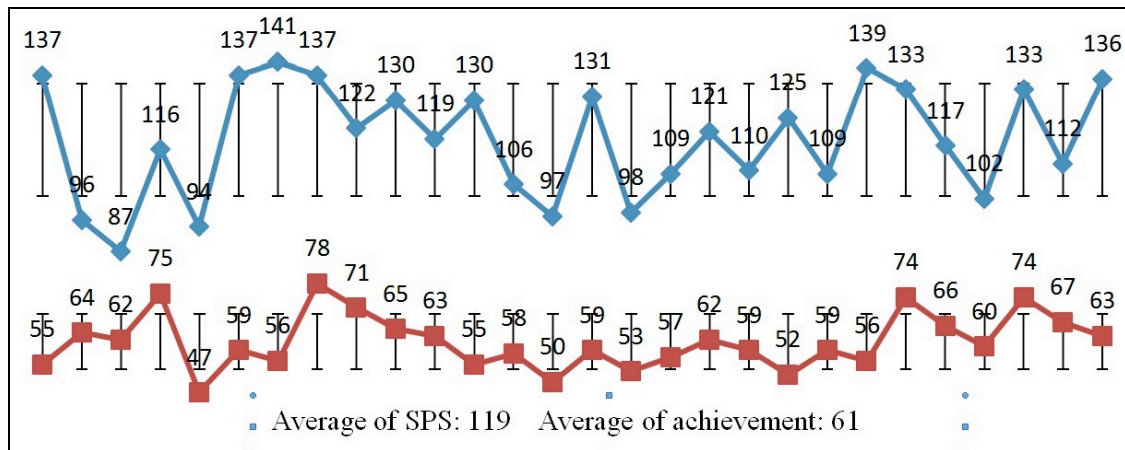 137 96 87 116 94 137 141 137 122 130 119 130 106 97 131 98 109 121 110 125 109 139 133 117 102 133 112 136
55 64 62 75 47 59 56 78 71 65 63 55 58 50 59 53 57 62 59 52 59 56 74 66 60 74 67 63
Average of SPS: 119 Average of achievement: 61